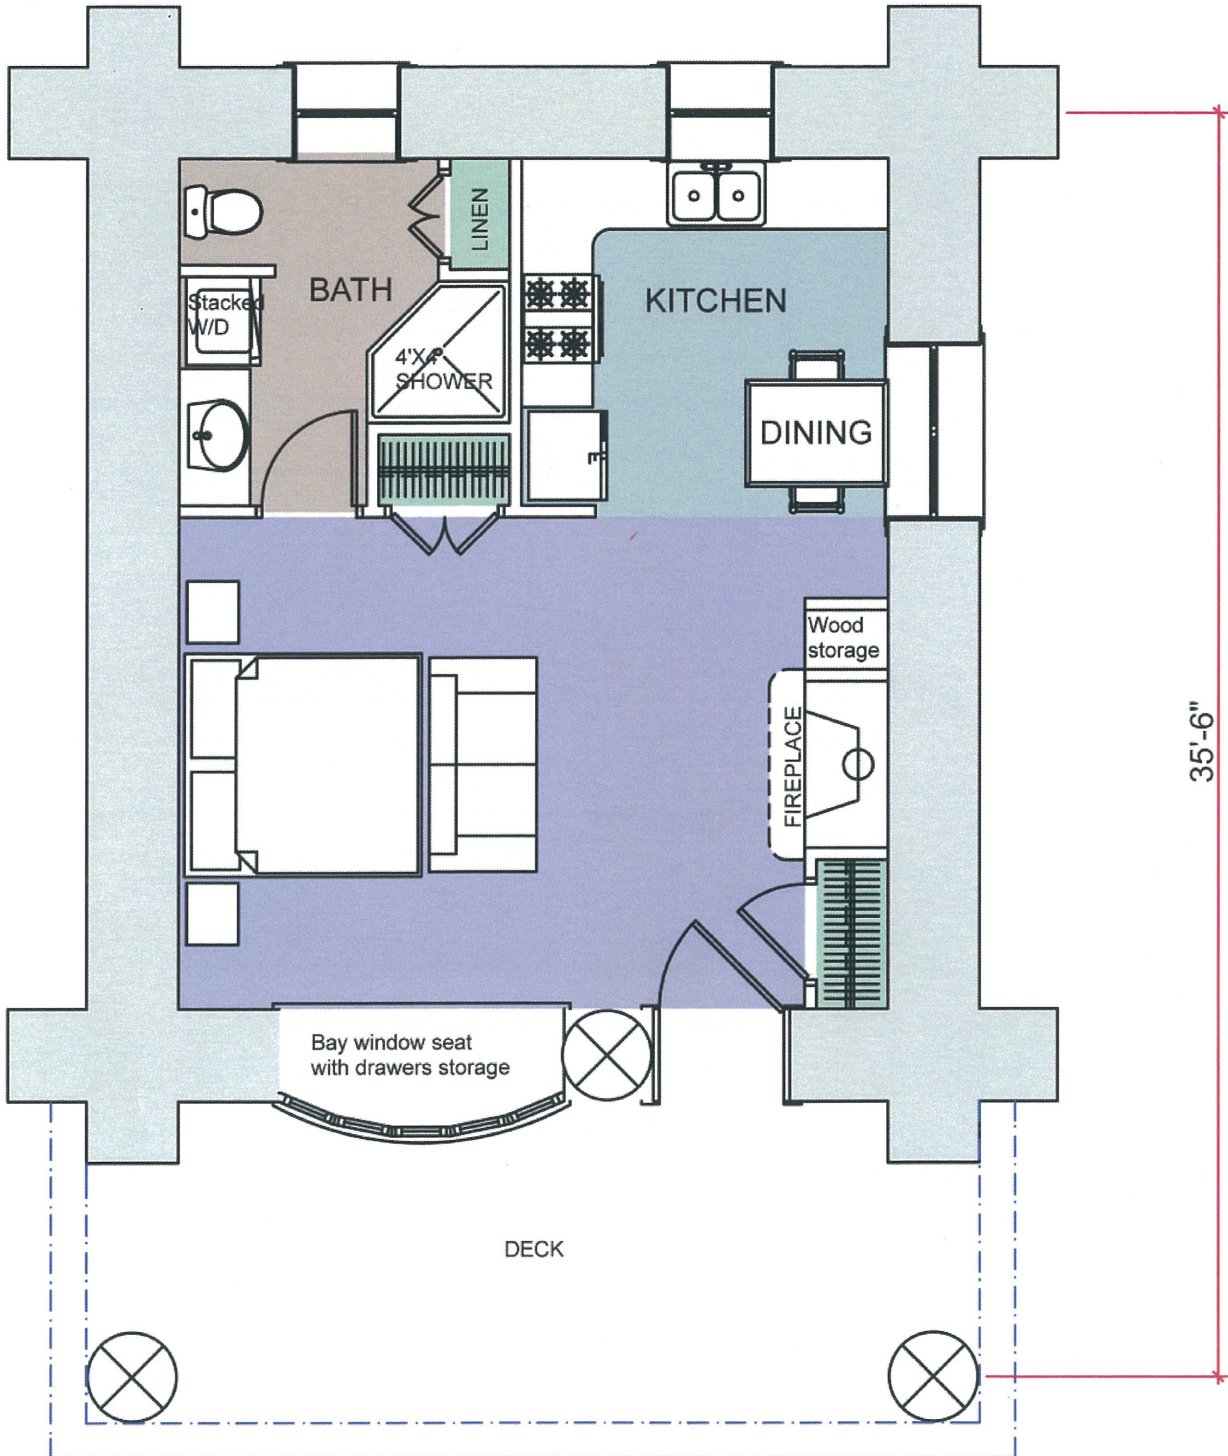 LINEN
BATH
KITCHEN
Stacked
W/D
4'X4'
SHOWER
DINING
F
Wood
storage
FIREPLACE
35'-6"
Bay window seat
with drawers storage
DECK